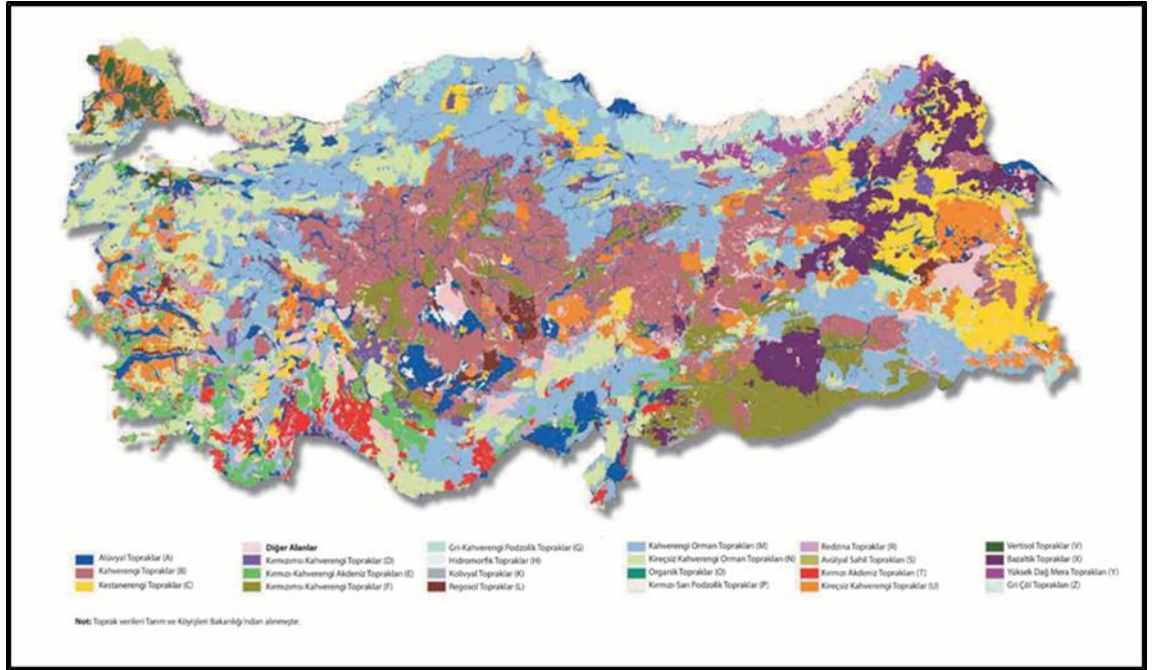 Alüvyal Topraklar (A)
Kahverengi Topraklar (B)
Kestanerengi Topraklar (C)
Diğer Alanlar
Kırmızımsı Kahverengi Topraklar (D)
Kırmızı-Kahverengi Akdeniz Toprakları (E)
Kırmızımsı Kahverengi Topraklar (F)
Gri-Kahverengi Podzolik Topraklar (G)
Hidromorfik Topraklar (H)
Kolivyal Topraklar (K)
Regosol Topraklar (L)
Kahverengi Orman Toprakları (M)
Kireçsiz Kahverengi Orman Toprakları (N)
Organik Topraklar (O)
Kırmızı-Sarı Podzolik Topraklar (P)
Redzina Topraklar (R)
Avülyal Sahil Toprakları (S)
Kırmızı Akdeniz Toprakları (T)
Kireçsiz Kahverengi Topraklar (U)
Vertisol Topraklar (V)
Bazaltik Topraklar (X)
Yüksek Dağ Mera Toprakları (Y)
Gri Çöl Toprakları (Z)
Not: Toprak verileri Tarım ve Köyişleri Bakanlığı'ndan alınmıştır.